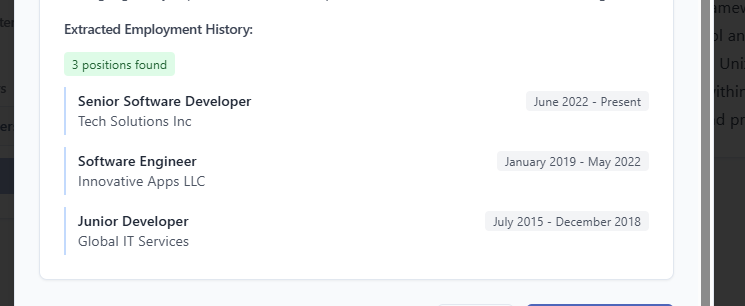 Extracted Employment History:
3 positions found
Senior Software Developer
June 2022 - Present
Tech Solutions Inc
Software Engineer
January 2019 - May 2022
Innovative Apps LLC
Junior Developer
July 2015 - December 2018
Global IT Services